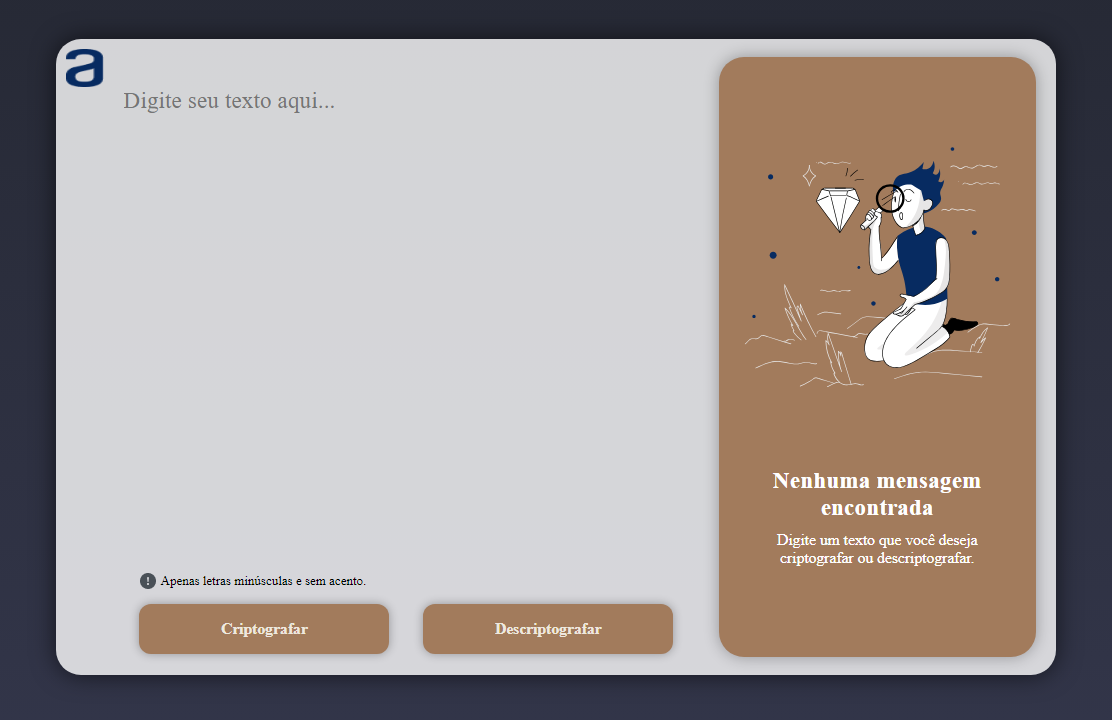 a
Digite seu texto aqui...
Apenas letras minúsculas e sem acento.
Criptografar
Descriptografar
Nenhuma mensagem
encontrada
Digite um texto que você deseja
criptografar ou descriptografar.